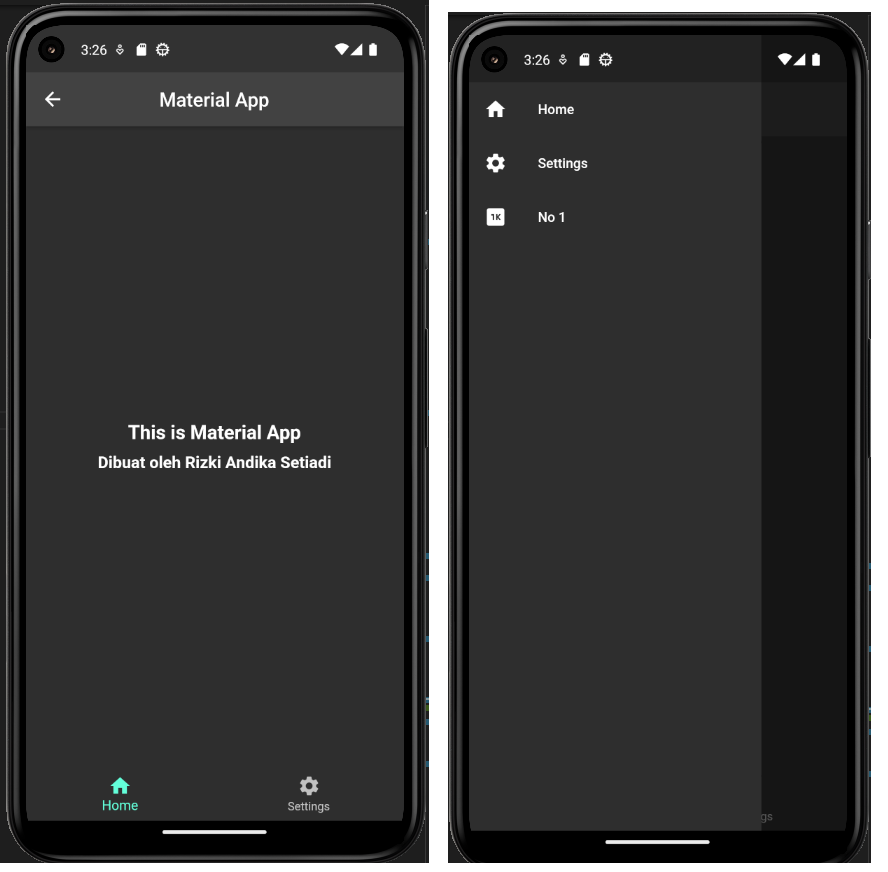 3:26
Material App
This is Material App
Dibuat oleh Rizki Andika Setiadi
Home
Settings
3:26
Home
Settings
1K
No 1
gs